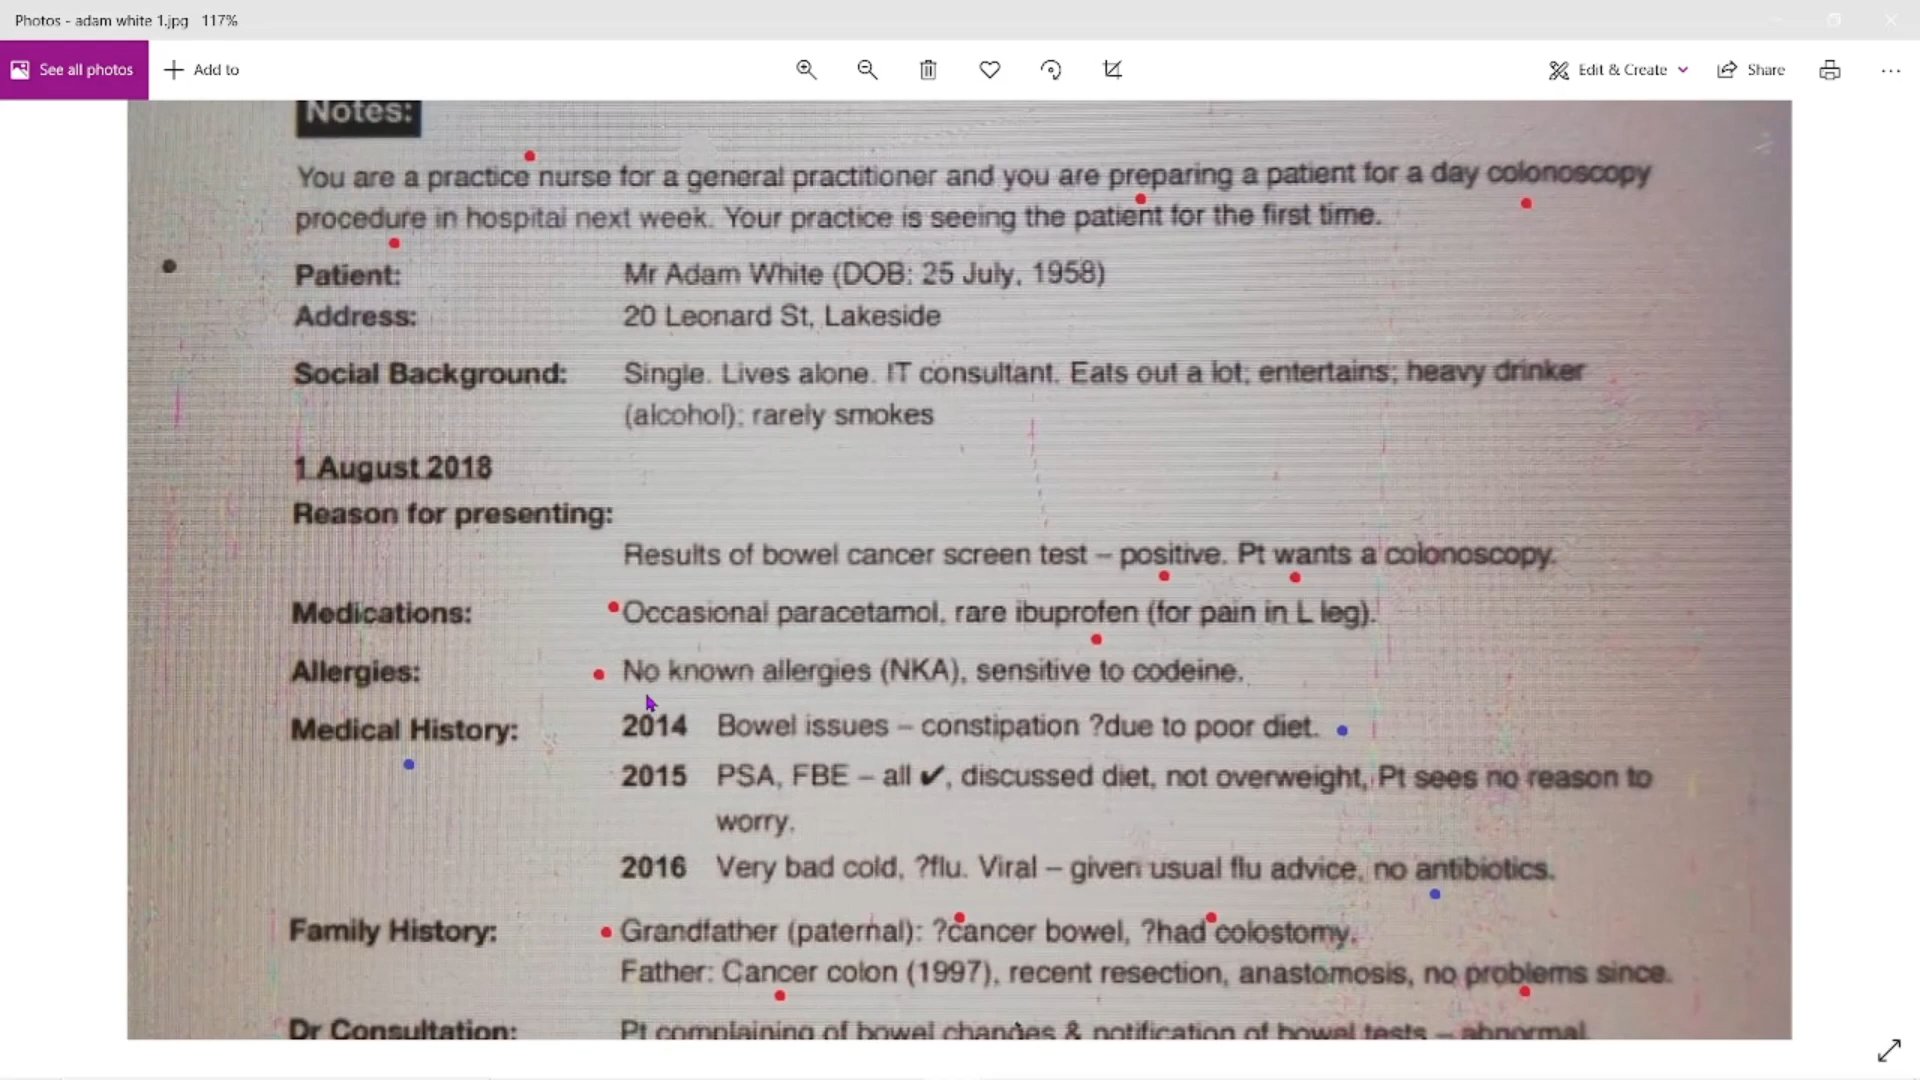 Photos - adam white 1.jpg   117%
See all photos   Add to   Edit & Create   Share
Notes:
You are a practice nurse for a general practitioner and you are preparing a patient for a day colonoscopy
procedure in hospital next week. Your practice is seeing the patient for the first time.
Patient: Mr Adam White (DOB: 25 July, 1958)
Address: 20 Leonard St, Lakeside
Social Background: Single. Lives alone. IT consultant. Eats out a lot; entertains; heavy drinker
(alcohol); rarely smokes
1 August 2018
Reason for presenting:
Results of bowel cancer screen test – positive. Pt wants a colonoscopy.
Medications: Occasional paracetamol, rare ibuprofen (for pain in L leg).
Allergies: No known allergies (NKA), sensitive to codeine.
Medical History: 2014 Bowel issues – constipation ?due to poor diet.
2015 PSA, FBE – all ✔, discussed diet, not overweight, Pt sees no reason to
worry.
2016 Very bad cold, ?flu. Viral – given usual flu advice, no antibiotics.
Family History: Grandfather (paternal): ?cancer bowel, ?had colostomy.
Father: Cancer colon (1997), recent resection, anastomosis, no problems since.
Dr Consultation: Pt complaining of bowel changes & notification of bowel tests – abnormal